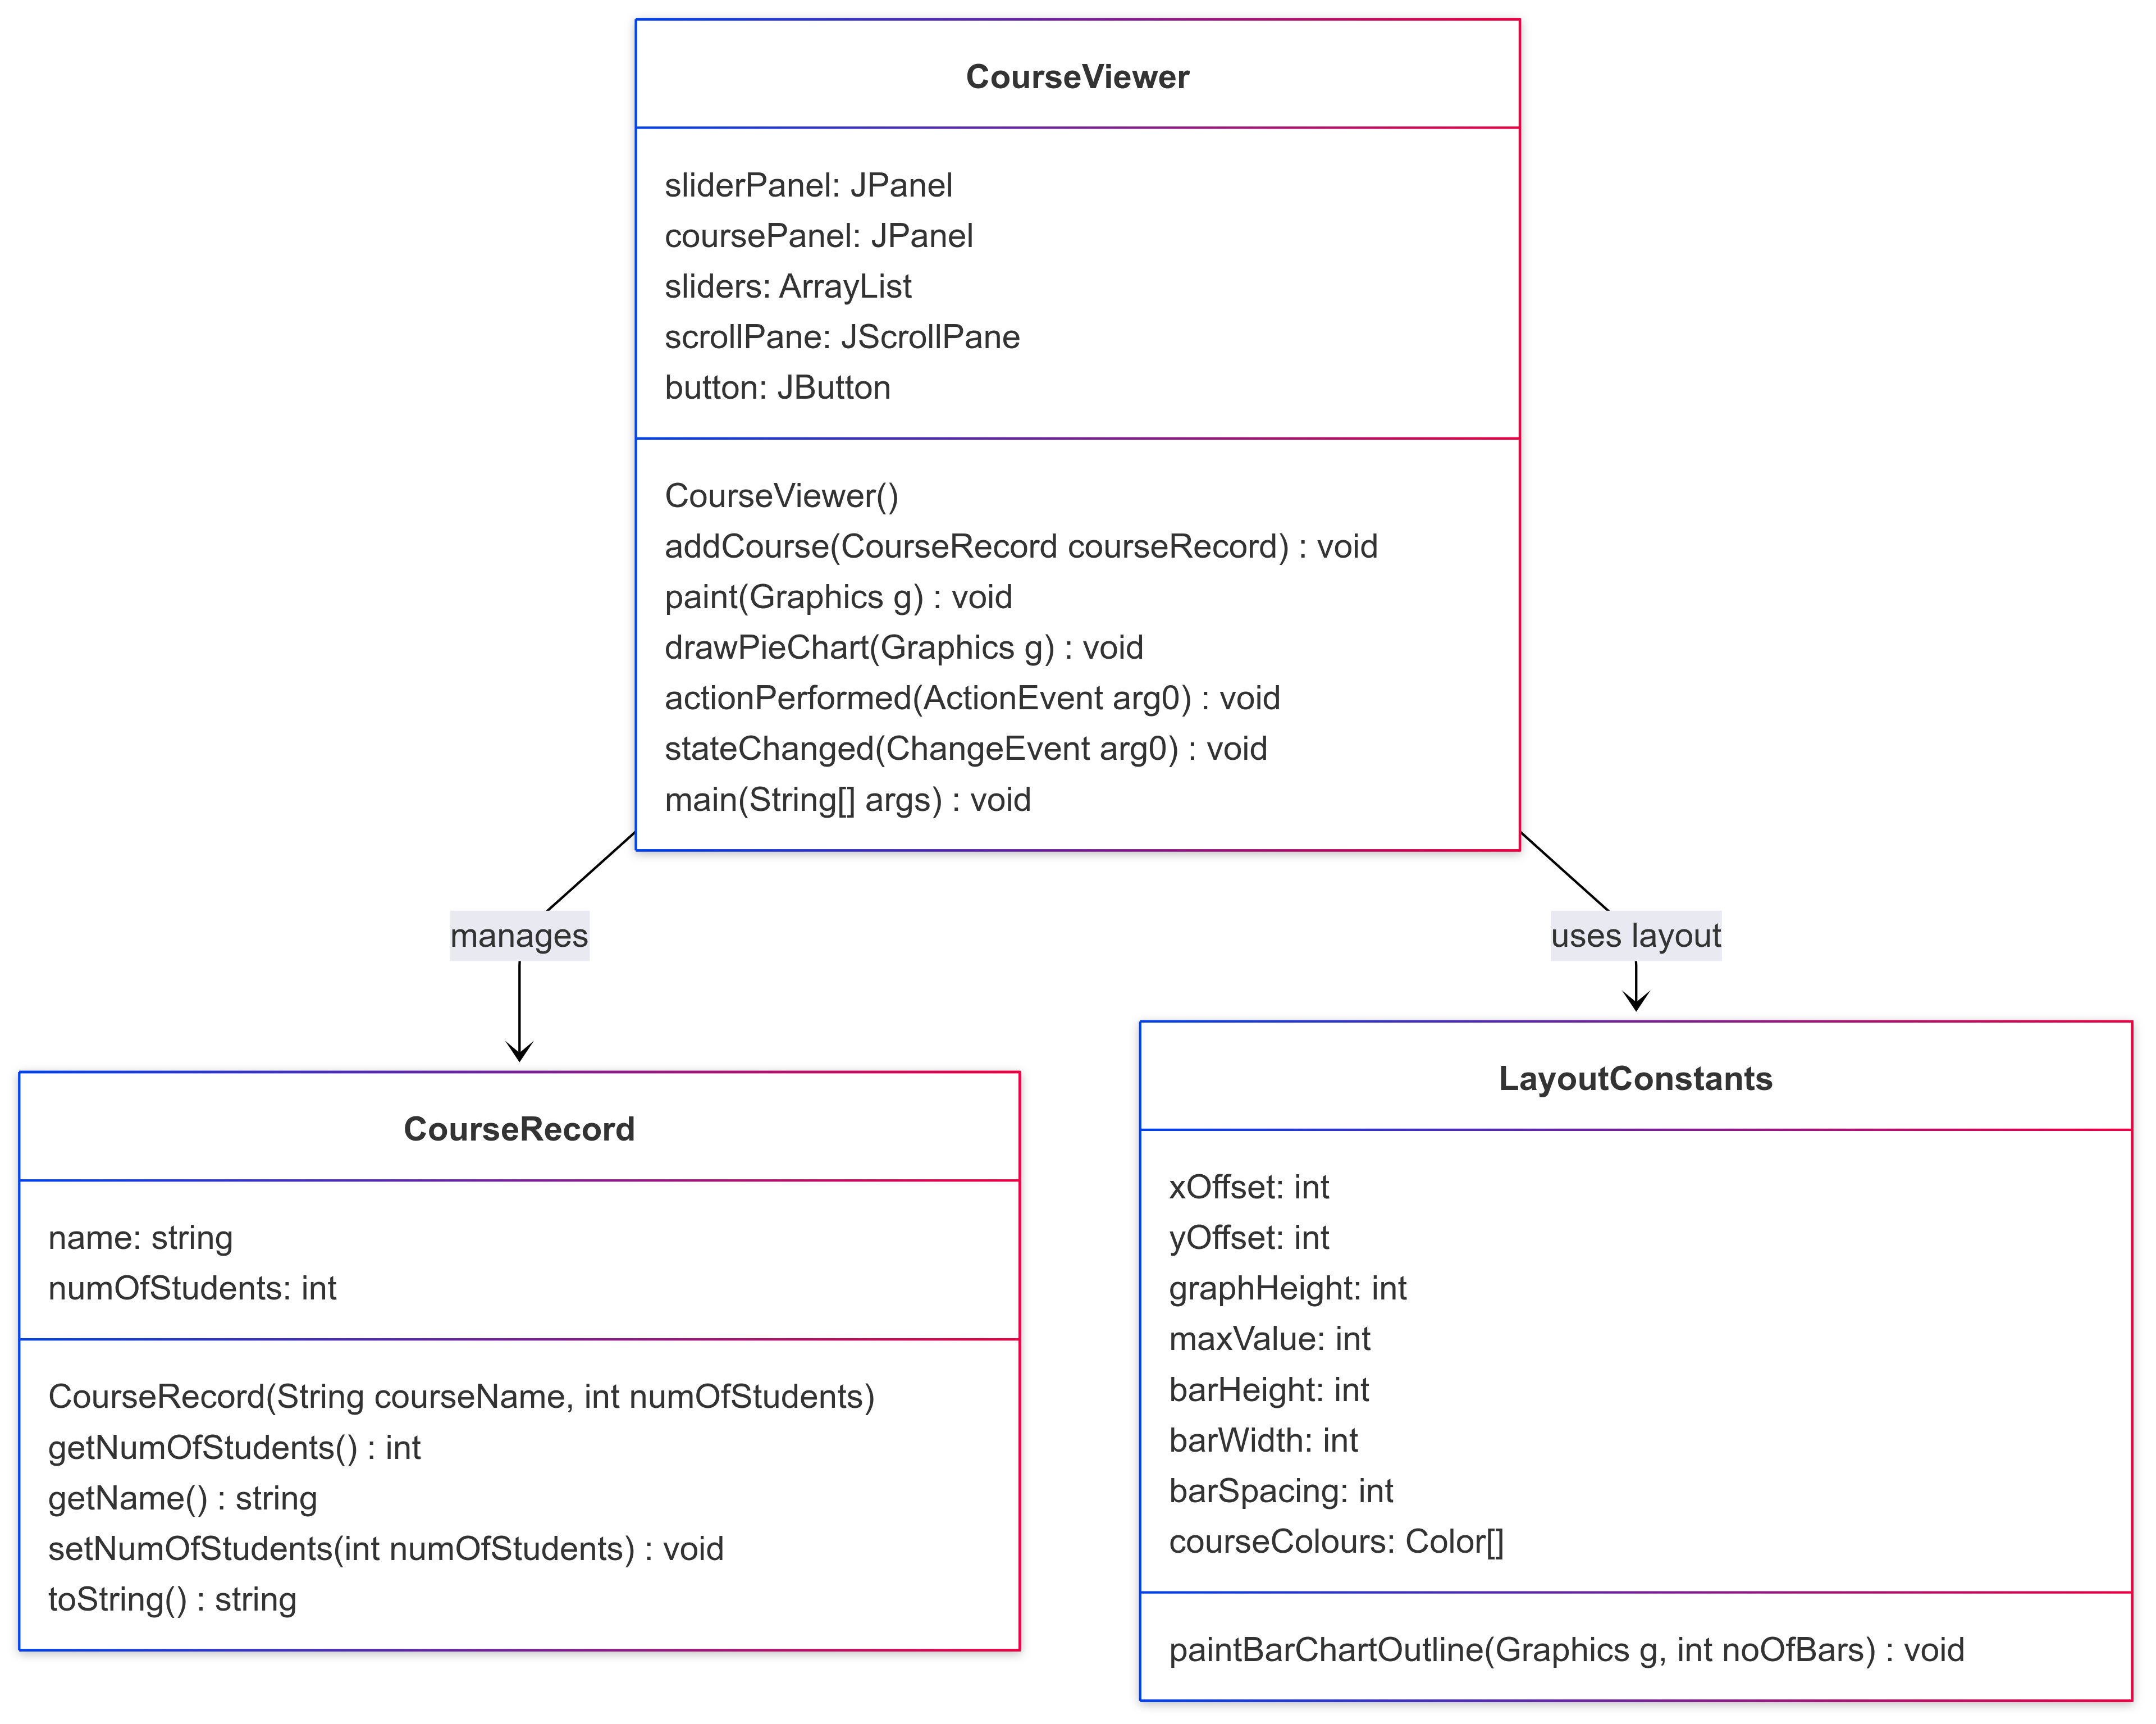 CourseViewer
sliderPanel: JPanel
coursePanel: JPanel
sliders: ArrayList
scrollPane: JScrollPane
button: JButton
CourseViewer()
addCourse(CourseRecord courseRecord) : void
paint(Graphics g) : void
drawPieChart(Graphics g) : void
actionPerformed(ActionEvent arg0) : void
stateChanged(ChangeEvent arg0) : void
main(String[] args) : void
manages
uses layout
CourseRecord
name: string
numOfStudents: int
CourseRecord(String courseName, int numOfStudents)
getNumOfStudents() : int
getName() : string
setNumOfStudents(int numOfStudents) : void
toString() : string
LayoutConstants
xOffset: int
yOffset: int
graphHeight: int
maxValue: int
barHeight: int
barWidth: int
barSpacing: int
courseColours: Color[]
paintBarChartOutline(Graphics g, int noOfBars) : void